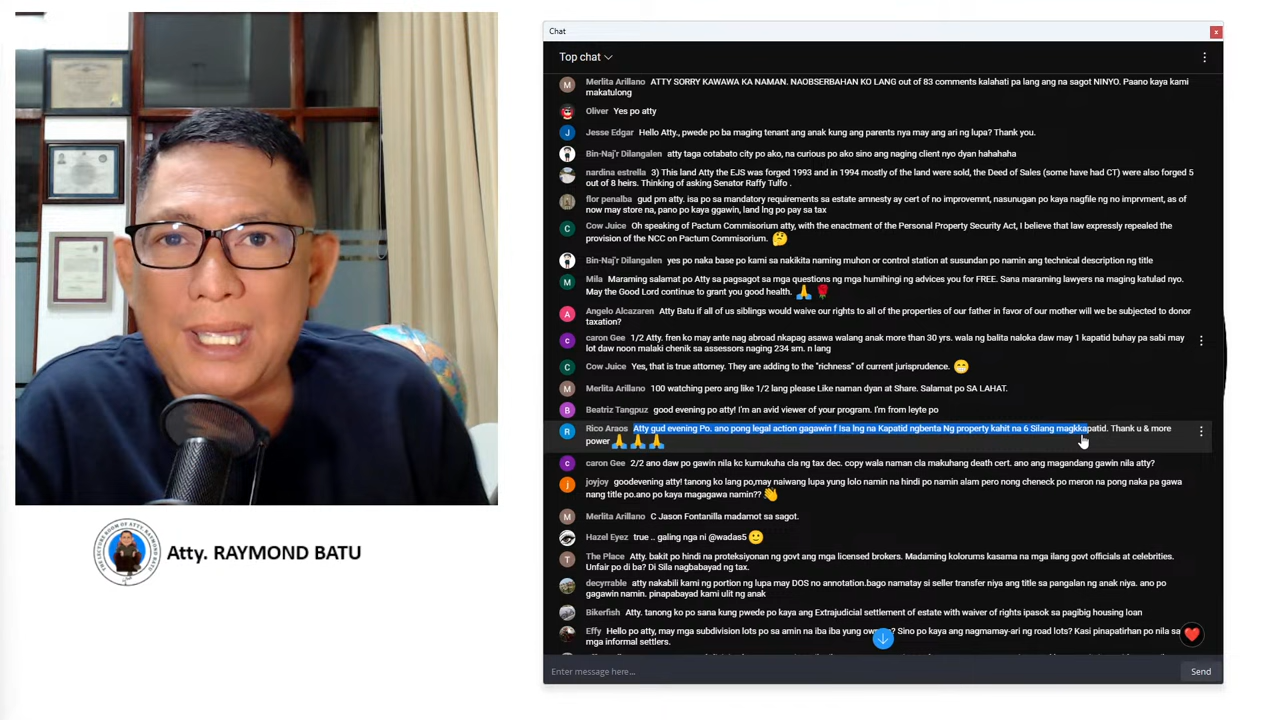 Chat
x
Top chat
M Merlita Arillano ATTY SORRY KAWAWA KA NAMAN. NAOBSERBAHAN KO LANG out of 83 comments kalahati pa lang ang na sagot NINYO. Paano kaya kami
makatulong
Oliver Yes po atty
J Jesse Edgar Hello Atty., pwede po ba maging tenant ang anak kung ang parents nya may ang ari ng lupa? Thank you.
Bin-Naj'r Dilangalen atty taga cotabato city po ako, na curious po ako sino ang naging client nyo dyan hahahaha
nardina estrella 3) This land Atty the EJS was forged 1993 and in 1994 mostly of the land were sold, the Deed of Sales (some have had CT) were also forged 5
out of 8 heirs. Thinking of asking Senator Raffy Tulfo .
flor penalba gud pm atty. isa po sa mandatory requirements sa estate amnesty ay cert of no improvemnt, nasunugan po kaya nagfile ng no imprvment, as of
now may store na, pano po kaya ggawin, land lng po pay sa tax
C Cow Juice Oh speaking of Pactum Commisorium atty, with the enactment of the Personal Property Security Act, I believe that law expressly repealed the
provision of the NCC on Pactum Commisorium. 🤔
Bin-Naj'r Dilangalen yes po naka base po kami sa nakikita naming muhon or control station at susundan po namin ang technical description ng title
M Mila Maraming salamat po Atty sa pagsagot sa mga questions ng mga humihingi ng advices you for FREE. Sana maraming lawyers na maging katulad nyo.
May the Good Lord continue to grant you good health. 🙏 🌹
A Angelo Alcazaren Atty Batu if all of us siblings would waive our rights to all of the properties of our father in favor of our mother will we be subjected to donor
taxation?
c caron Gee 1/2 Atty. fren ko may ante nag abroad nkapag asawa walang anak more than 30 yrs. wala ng balita naloka daw may 1 kapatid buhay pa sabi may
lot daw noon malaki chenik sa assessors naging 234 sm. n lang
C Cow Juice Yes, that is true attorney. They are adding to the "richness" of current jurisprudence. 😁
M Merlita Arillano 100 watching pero ang like 1/2 lang please Like naman dyan at Share. Salamat po SA LAHAT.
B Beatriz Tangpuz good evening po atty! I'm an avid viewer of your program. I'm from leyte po
R Rico Araos Atty gud evening Po. ano pong legal action gagawin f Isa lng na Kapatid ngbenta Ng property kahit na 6 Silang magkkapatid. Thank u & more
power 🙏 🙏 🙏
c caron Gee 2/2 ano daw po gawin nila kc kumukuha cla ng tax dec. copy wala naman cla makuhang death cert. ano ang magandang gawin nila atty?
j joyjoy goodevening atty! tanong ko lang po,may naiwang lupa yung lolo namin na hindi po namin alam pero nong cheneck po meron na pong naka pa gawa
nang title po.ano po kaya magagawa namin?? 👋
M Merlita Arillano C Jason Fontanilla madamot sa sagot.
Hazel Eyez true .. galing nga ni @wadas5 🙂
T The Place Atty. bakit po hindi na proteksiyonan ng govt ang mga licensed brokers. Madaming kolorums kasama na mga ilang govt officials at celebrities.
Unfair po di ba? Di Sila nagbabayad ng tax.
decyrrable atty nakabili kami ng portion ng lupa may DOS no annotation.bago namatay si seller transfer niya ang title sa pangalan ng anak niya. ano po
gagawin namin. pinapabayad kami ulit ng anak
Bikerfish Atty. tanong ko po sana kung pwede po kaya ang Extrajudicial settlement of estate with waiver of rights ipasok sa pagibig housing loan
Effy Hello po atty, may mga subdivision lots po sa amin na iba iba yung ? Sino po kaya ang nagmamay-ari ng road lots? Kasi pinapatirhan po nila sa
mga informal settlers.
Enter message here...
Send
Atty. RAYMOND BATU